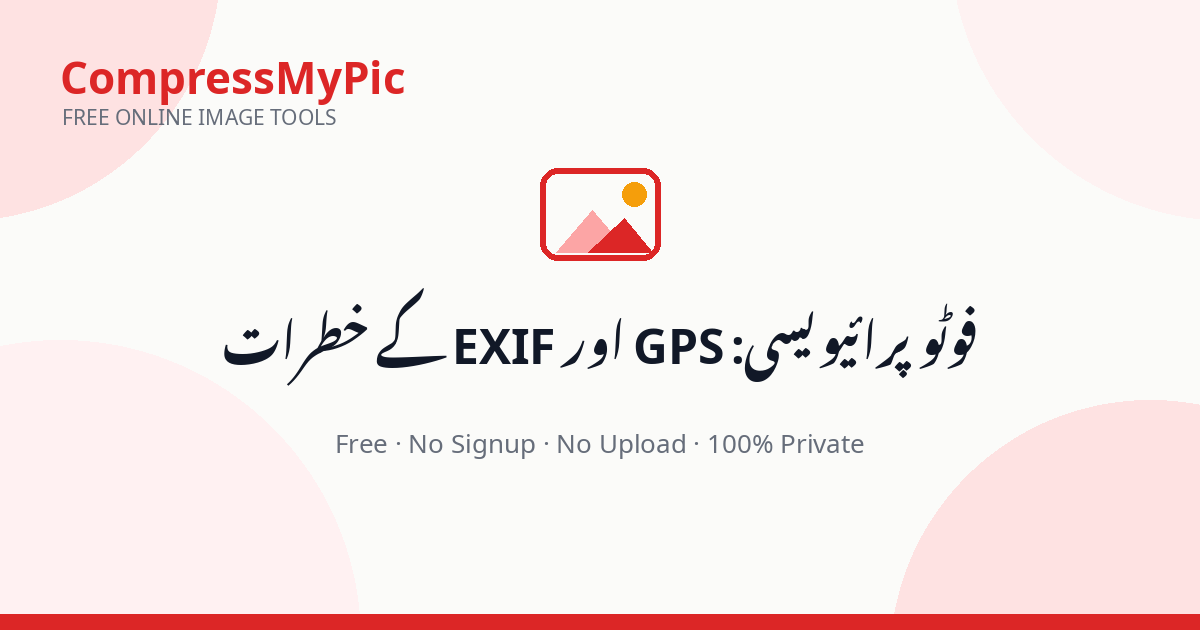 CompressMyPic
FREE ONLINE IMAGE TOOLS
فوٹو پرائیویسی: GPS اور EXIF کے خطرات
Free · No Signup · No Upload · 100% Private